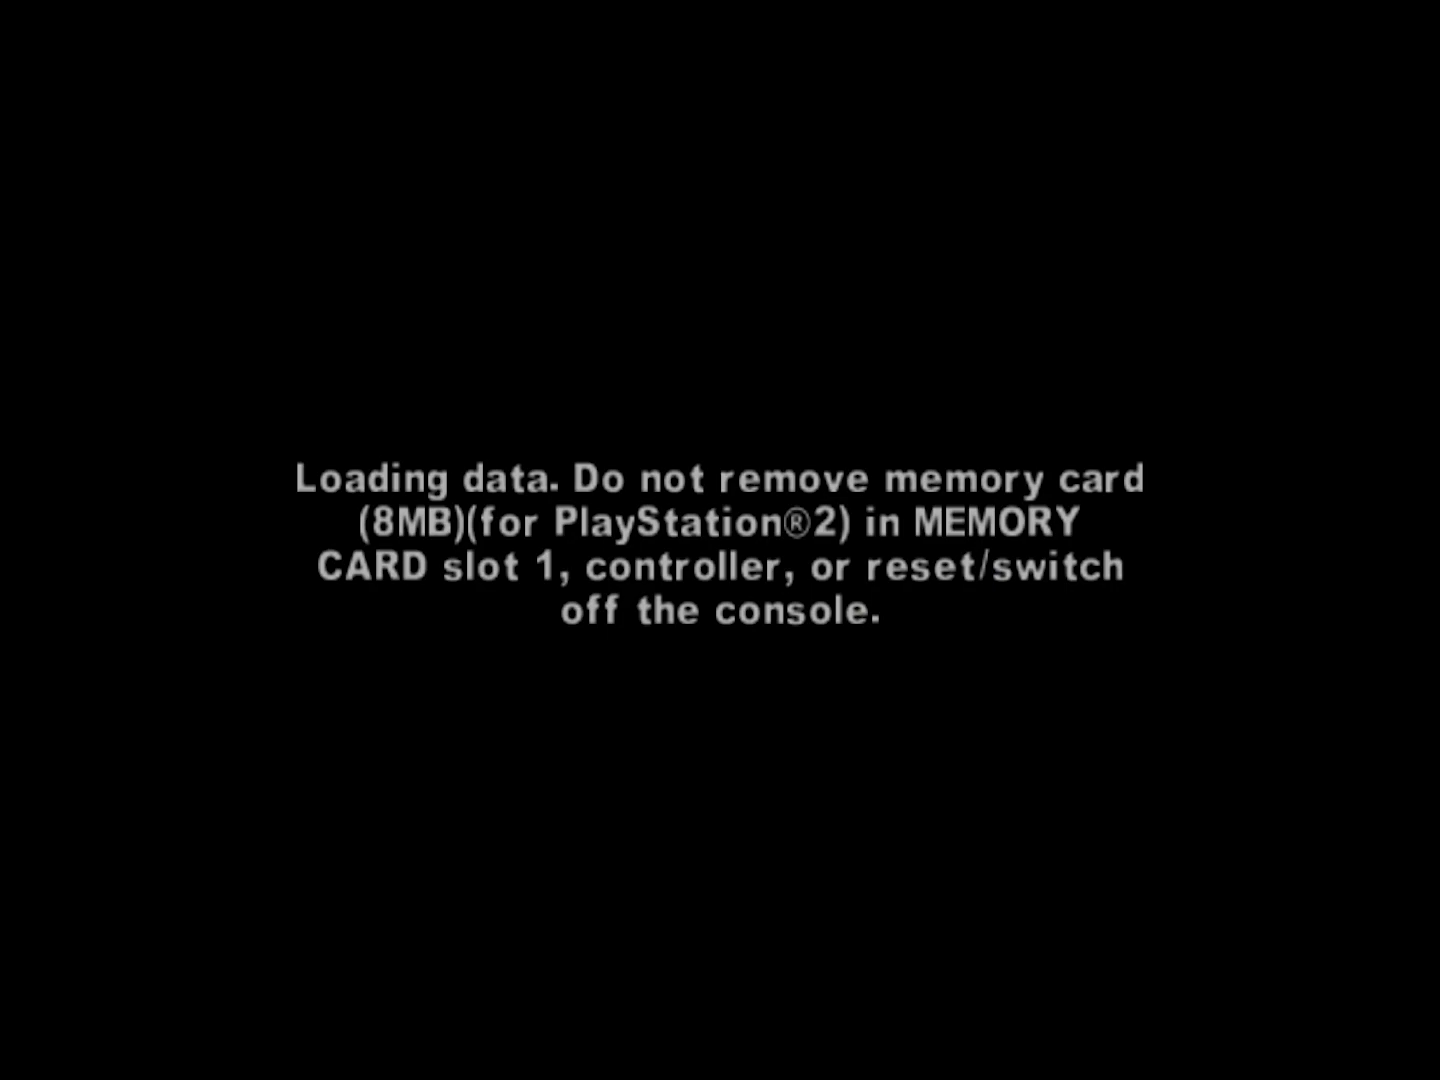 Loading data. Do not remove memory card
(8MB)(for PlayStation®2) in MEMORY
CARD slot 1, controller, or reset/switch
off the console.